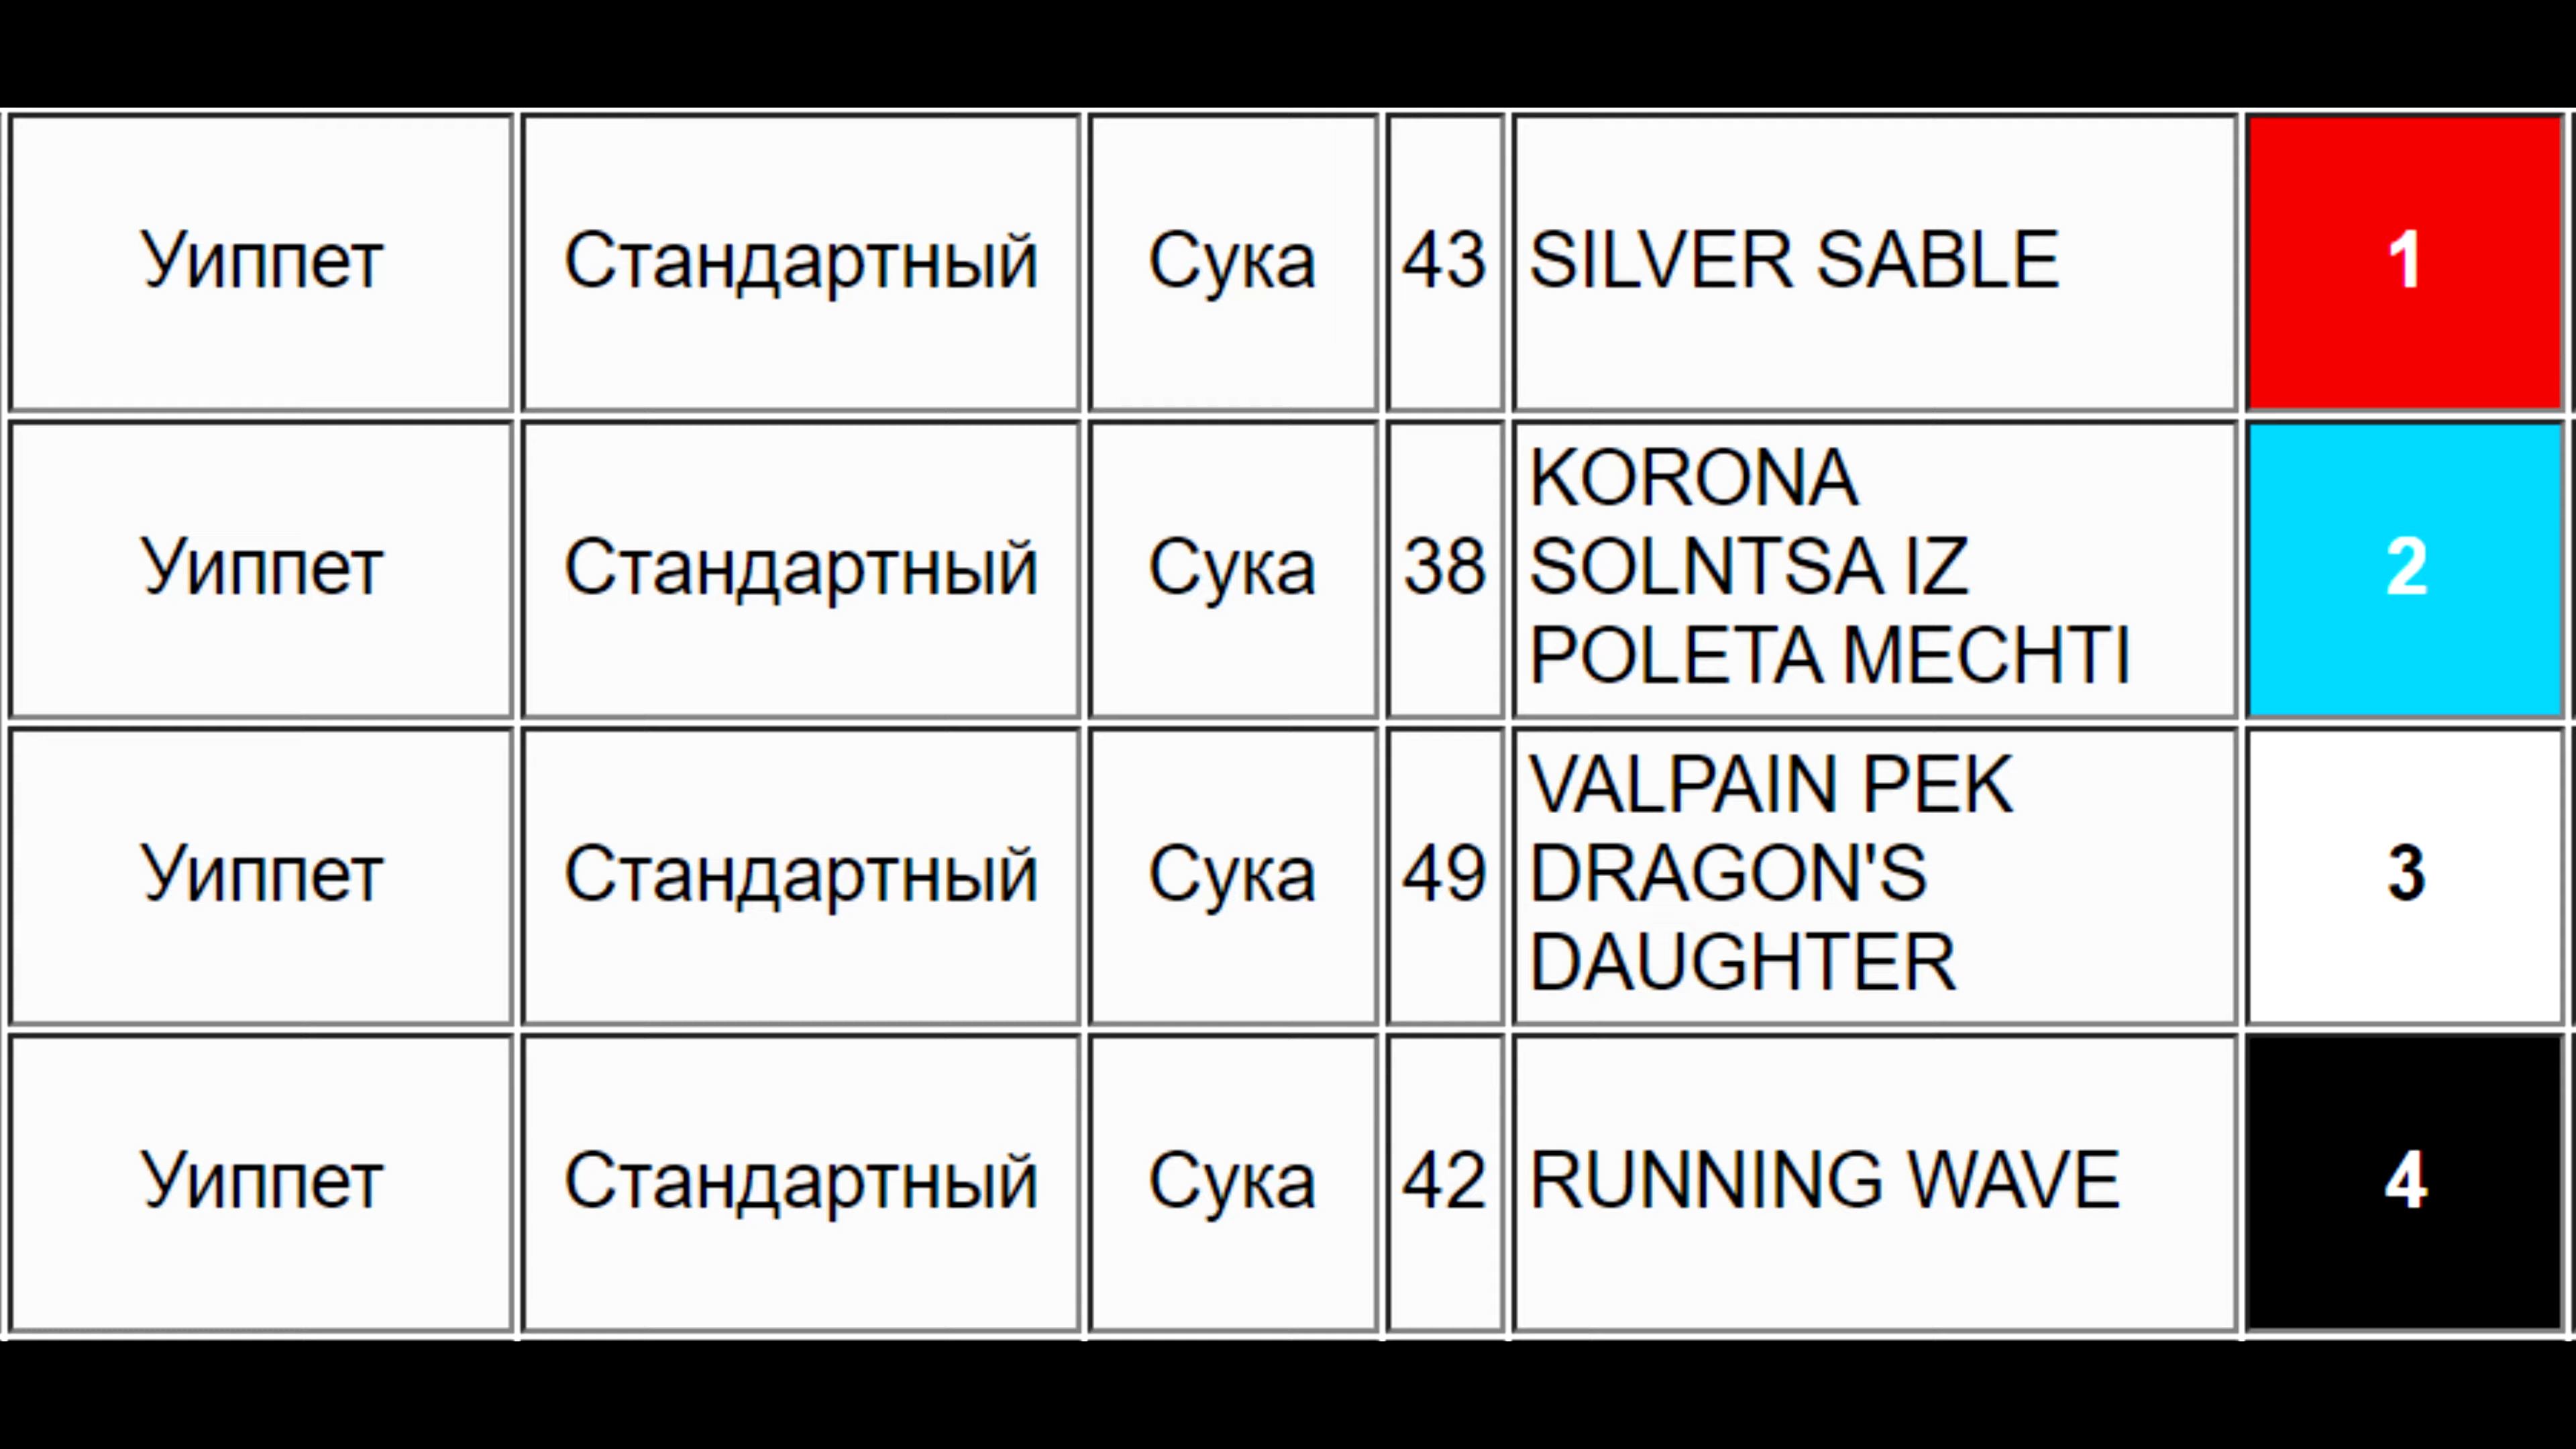 Уиппет Стандартный Сука 43 SILVER SABLE 1
Уиппет Стандартный Сука 38 KORONA
SOLNTSA IZ
POLETA MECHTI 2
Уиппет Стандартный Сука 49 VALPAIN PEK
DRAGON'S
DAUGHTER 3
Уиппет Стандартный Сука 42 RUNNING WAVE 4